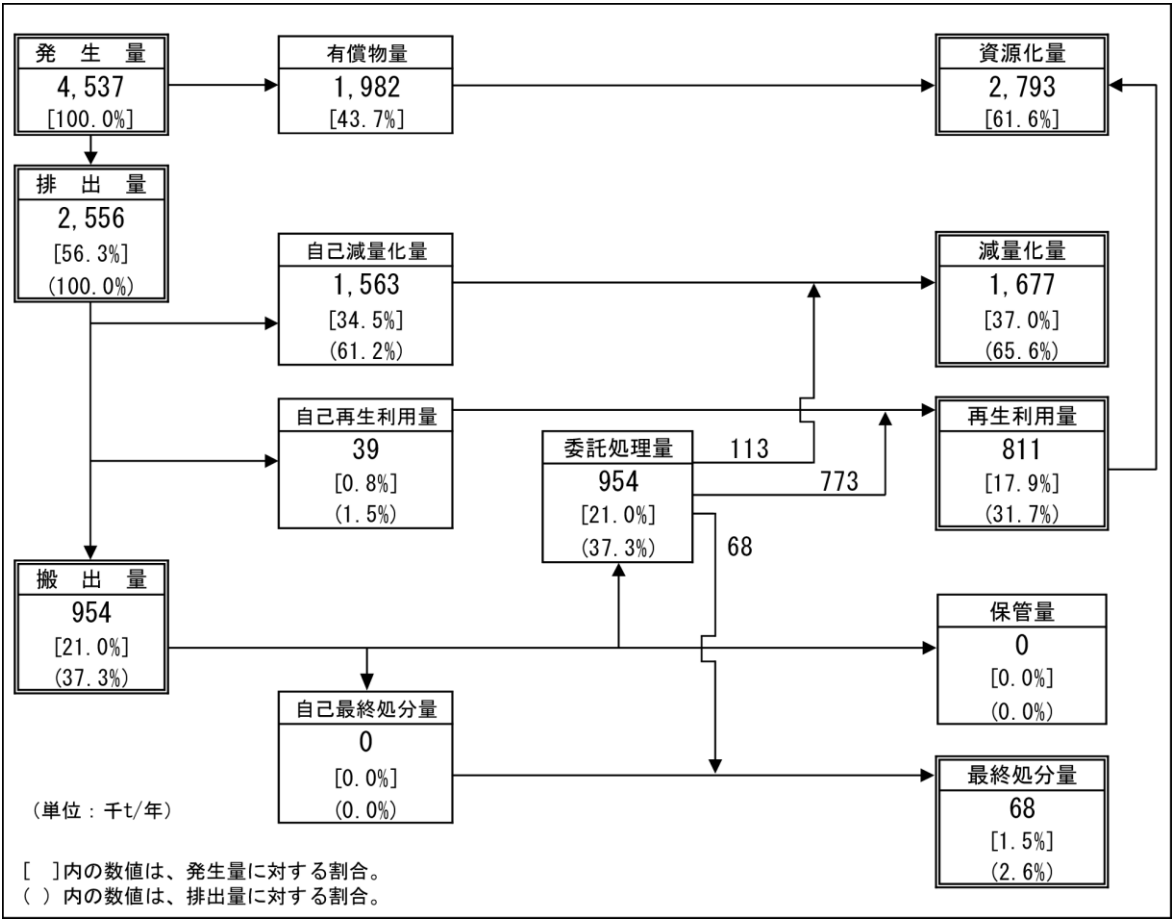 発 生 量
4,537
[100.0%]
有償物量
1,982
[43.7%]
資源化量
2,793
[61.6%]
排 出 量
2,556
[56.3%]
(100.0%)
自己減量化量
1,563
[34.5%]
(61.2%)
減量化量
1,677
[37.0%]
(65.6%)
自己再生利用量
39
[0.8%]
(1.5%)
委託処理量
954
[21.0%]
(37.3%)
113
773
68
再生利用量
811
[17.9%]
(31.7%)
搬 出 量
954
[21.0%]
(37.3%)
保管量
0
[0.0%]
(0.0%)
自己最終処分量
0
[0.0%]
(0.0%)
最終処分量
68
[1.5%]
(2.6%)
(単位：千t/年)
[ ]内の数値は、発生量に対する割合。
( )内の数値は、排出量に対する割合。